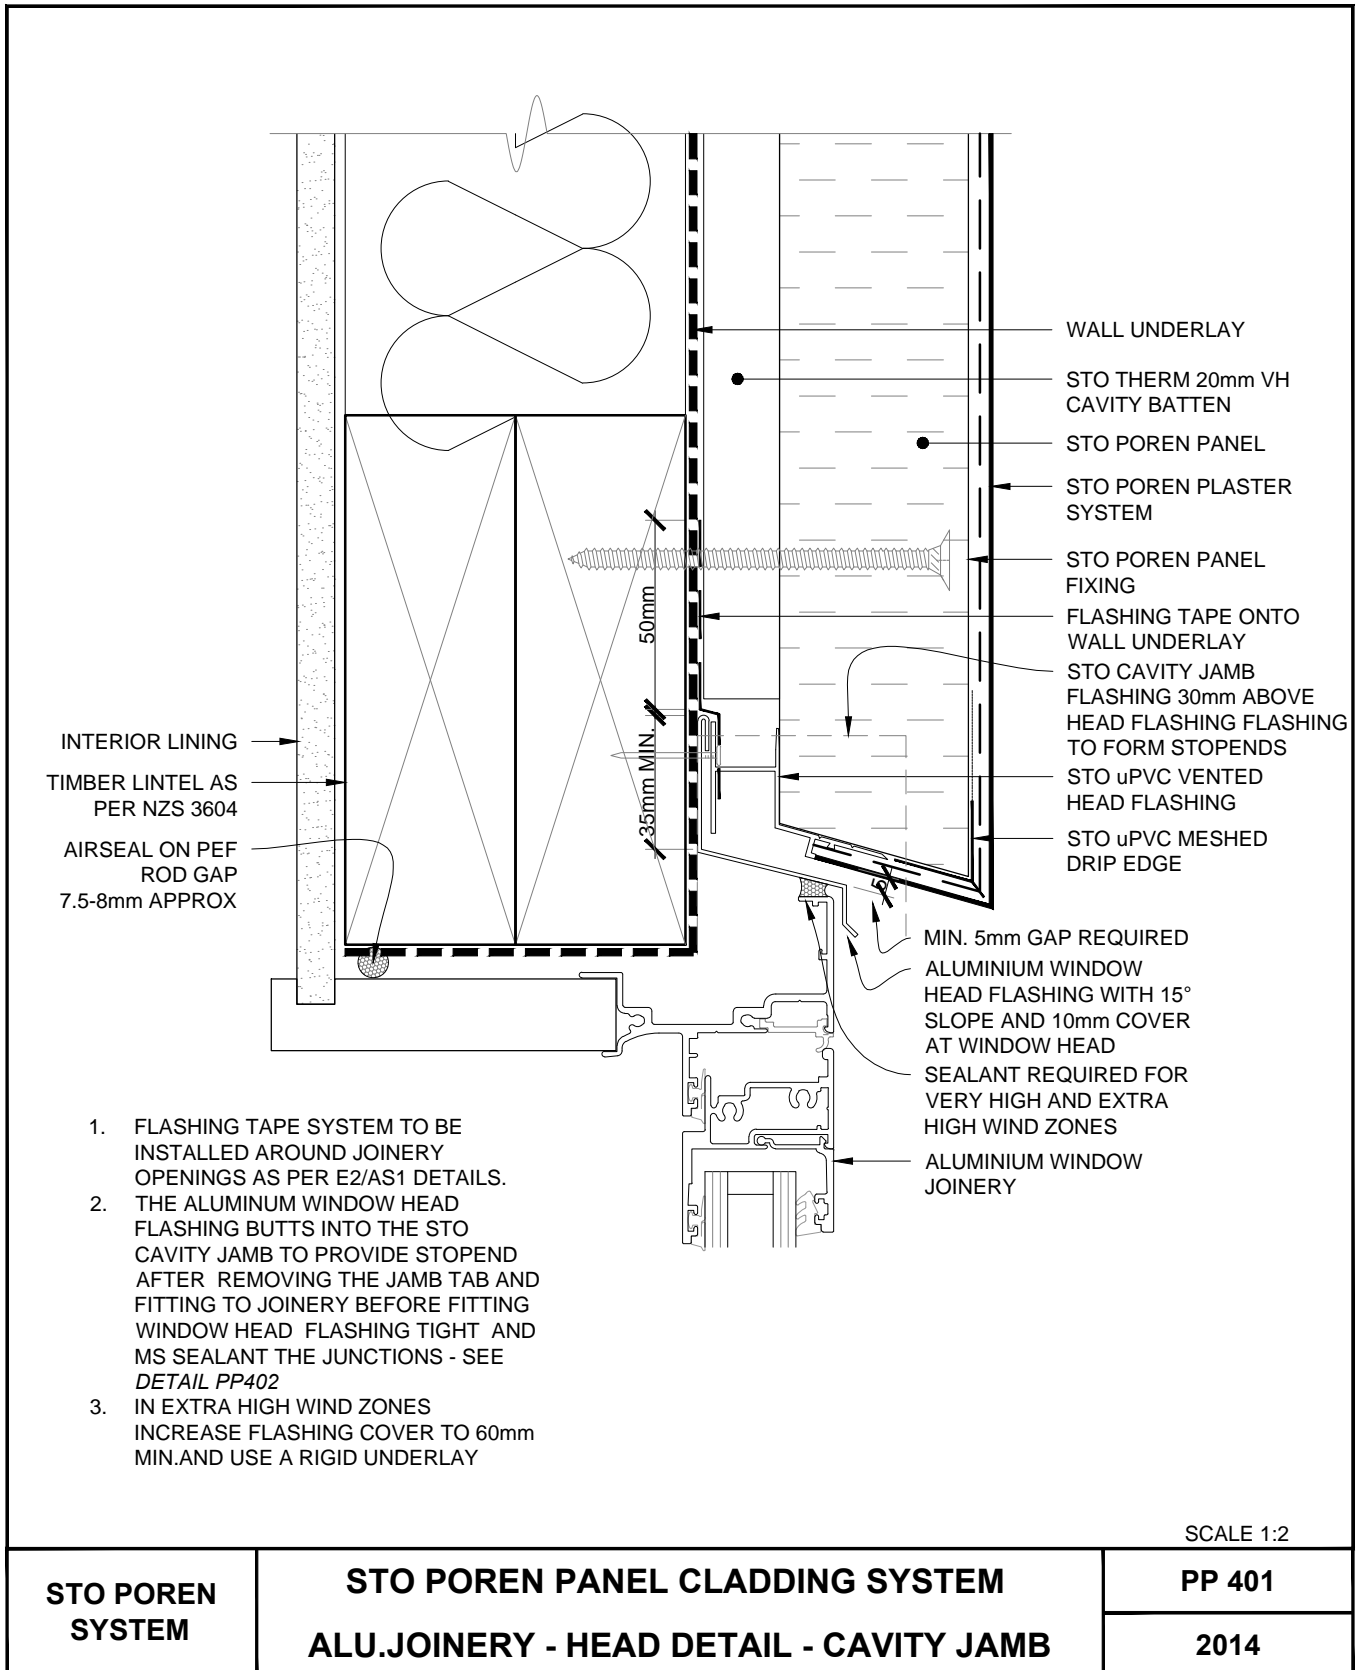 WALL UNDERLAY
STO THERM 20mm VH
CAVITY BATTEN
STO POREN PANEL
STO POREN PLASTER
SYSTEM
STO POREN PANEL
FIXING
FLASHING TAPE ONTO
WALL UNDERLAY
STO CAVITY JAMB
FLASHING 30mm ABOVE
HEAD FLASHING FLASHING
TO FORM STOPENDS
STO uPVC VENTED
HEAD FLASHING
STO uPVC MESHED
DRIP EDGE
50mm
35mm MIN.
5
INTERIOR LINING
TIMBER LINTEL AS
PER NZS 3604
AIRSEAL ON PEF
ROD GAP
7.5-8mm APPROX
MIN. 5mm GAP REQUIRED
ALUMINIUM WINDOW
HEAD FLASHING WITH 15°
SLOPE AND 10mm COVER
AT WINDOW HEAD
SEALANT REQUIRED FOR
VERY HIGH AND EXTRA
HIGH WIND ZONES
ALUMINIUM WINDOW
JOINERY
1. FLASHING TAPE SYSTEM TO BE
INSTALLED AROUND JOINERY
OPENINGS AS PER E2/AS1 DETAILS.
2. THE ALUMINUM WINDOW HEAD
FLASHING BUTTS INTO THE STO
CAVITY JAMB TO PROVIDE STOPEND
AFTER REMOVING THE JAMB TAB AND
FITTING TO JOINERY BEFORE FITTING
WINDOW HEAD FLASHING TIGHT AND
MS SEALANT THE JUNCTIONS - SEE
DETAIL PP402
3. IN EXTRA HIGH WIND ZONES
INCREASE FLASHING COVER TO 60mm
MIN.AND USE A RIGID UNDERLAY
SCALE 1:2
STO POREN
SYSTEM
STO POREN PANEL CLADDING SYSTEM
ALU.JOINERY - HEAD DETAIL - CAVITY JAMB
PP 401
2014